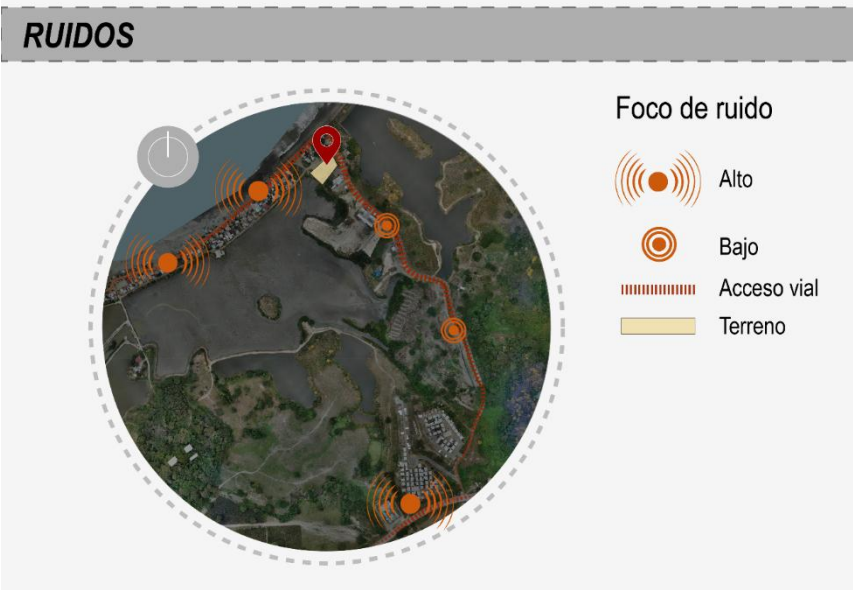 RUIDOS
Foco de ruido
Alto
Bajo
Acceso vial
Terreno